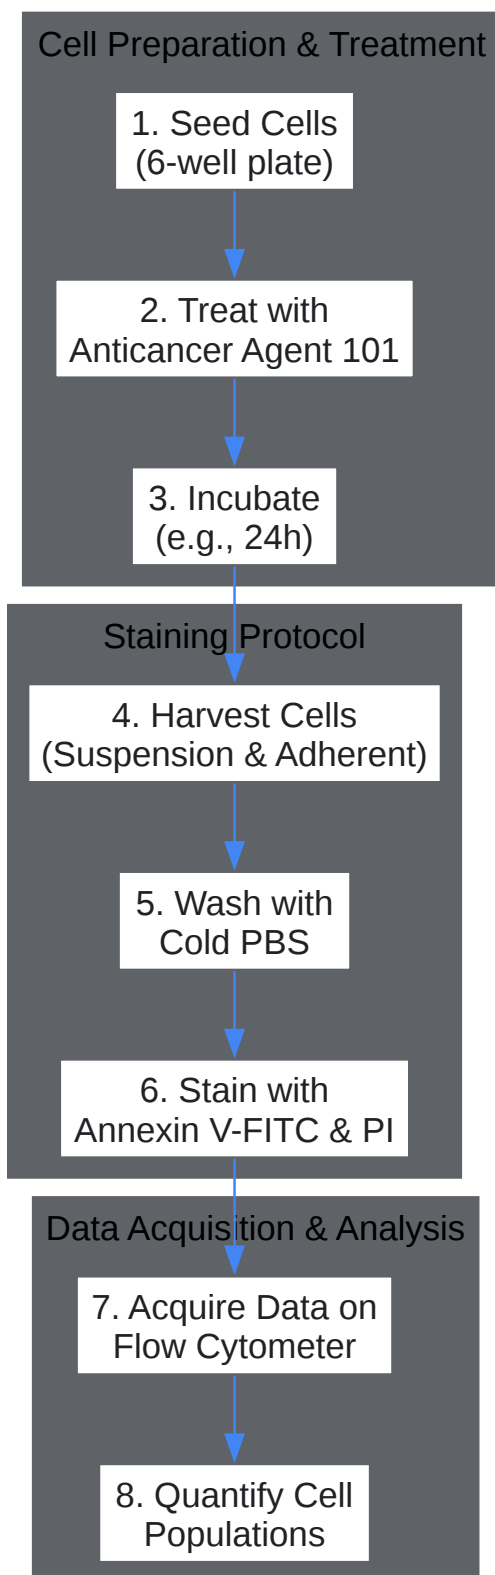 Cell Preparation & Treatment
1. Seed Cells
(6-well plate)
2. Treat with
Anticancer Agent 101
3. Incubate
(e.g., 24h)
Staining Protocol
4. Harvest Cells
(Suspension & Adherent)
5. Wash with
Cold PBS
6. Stain with
Annexin V-FITC & PI
Data Acquisition & Analysis
7. Acquire Data on
Flow Cytometer
8. Quantify Cell
Populations